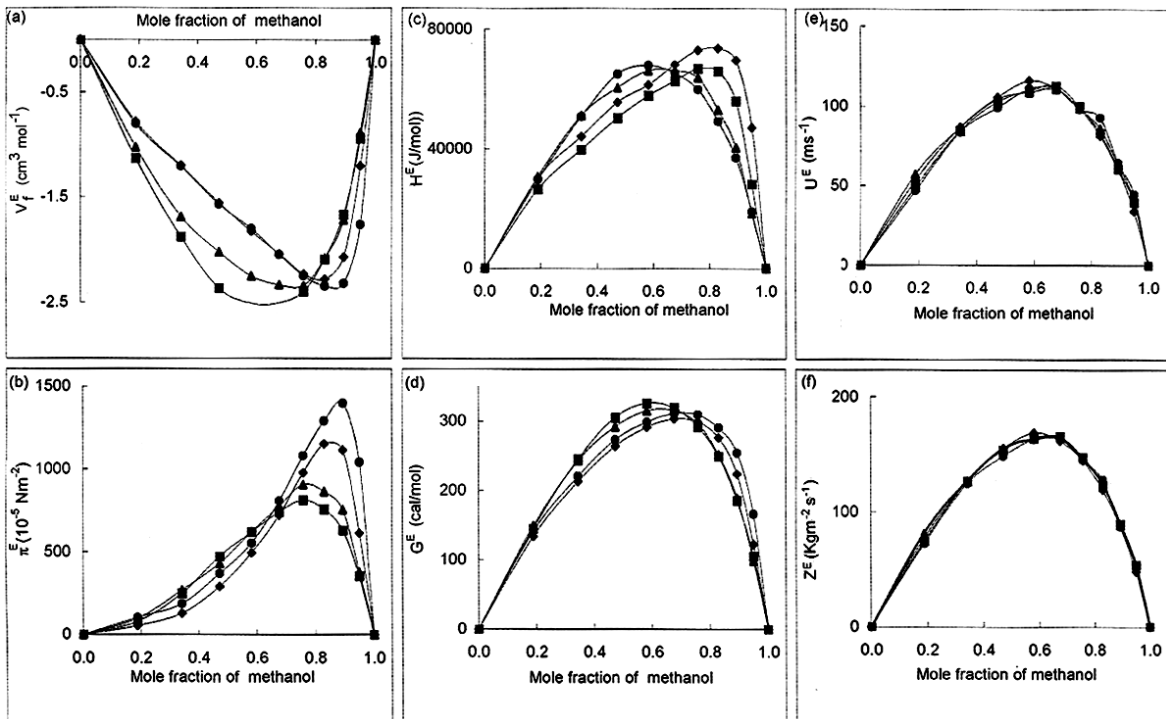 (a)
Mole fraction of methanol
0.0 0.2 0.4 0.6 0.8 1.0
-0.5
-1.5
-2.5
V_f^E (cm³ mol⁻¹)
(c)
80000
40000
0
H^E (J/mol))
0.0 0.2 0.4 0.6 0.8 1.0
Mole fraction of methanol
(e)
150
100
50
0
U^E (ms⁻¹)
0.0 0.2 0.4 0.6 0.8 1.0
Mole fraction of methanol
(b)
1500
1000
500
0
π^E (10⁻⁵ Nm⁻²)
0.0 0.2 0.4 0.6 0.8 1.0
Mole fraction of methanol
(d)
300
200
100
0
G^E (cal/mol)
0.0 0.2 0.4 0.6 0.8 1.0
Mole fraction of methanol
(f)
200
100
0
Z^E (Kgm⁻² s⁻¹)
0.0 0.2 0.4 0.6 0.8 1.0
Mole fraction of methanol